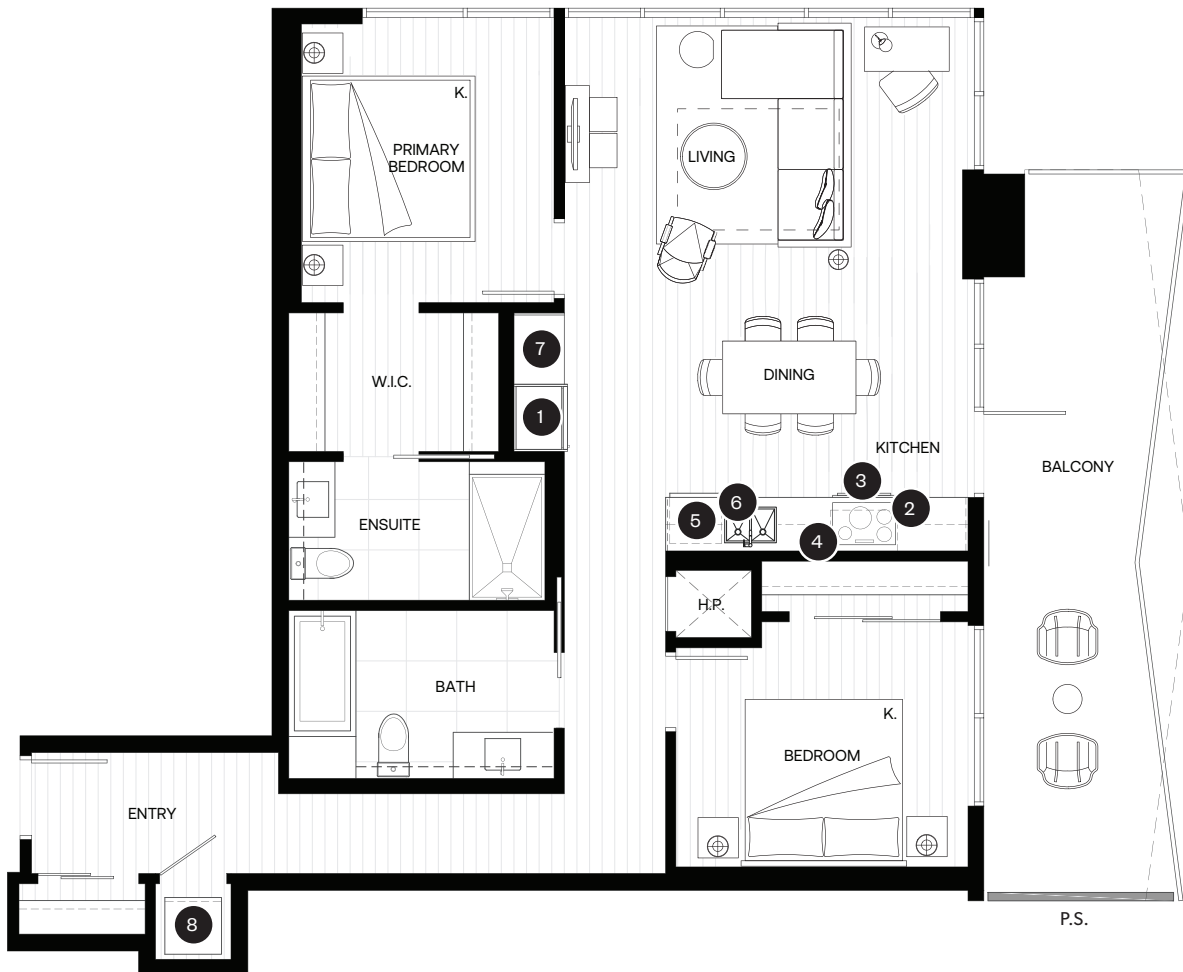 K.
PRIMARY
BEDROOM
LIVING
7
W.I.C.
DINING
1
KITCHEN
BALCONY
3
6
2
5
ENSUITE
4
H.P.
BATH
K.
BEDROOM
ENTRY
8
P.S.